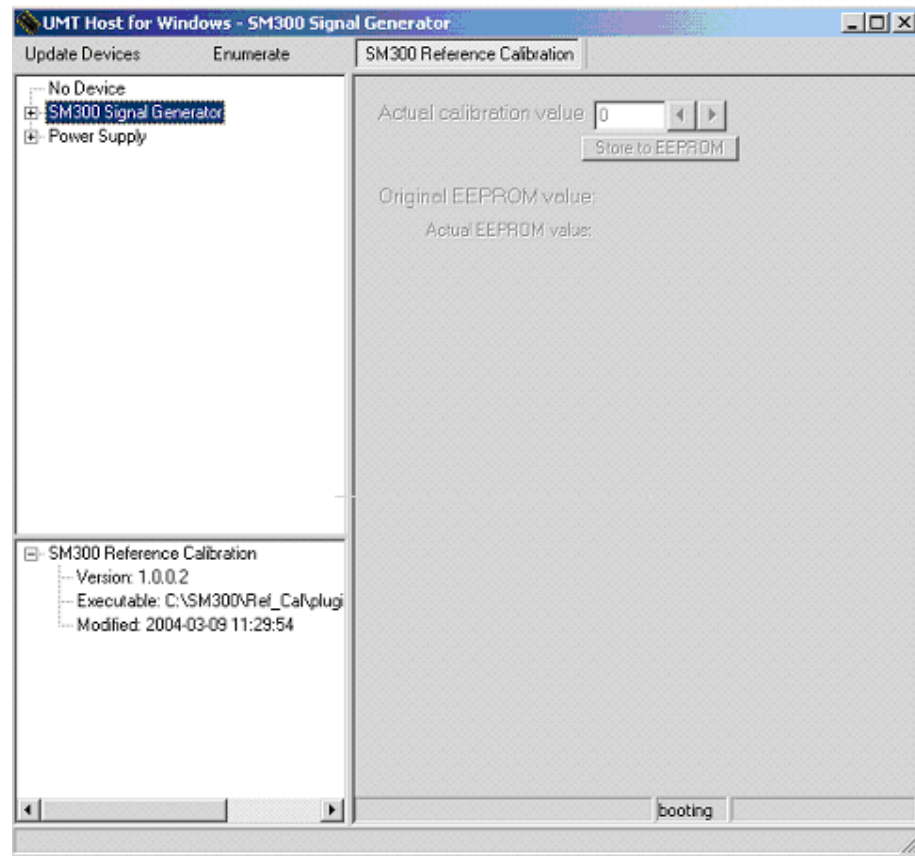 UMT Host for Windows - SM300 Signal Generator
Update Devices Enumerate SM300 Reference Calibration
No Device
SM300 Signal Generator
Power Supply
Actual calibration value 0
Store to EEPROM
Original EEPROM value:
Actual EEPROM value:
SM300 Reference Calibration
Version: 1.0.0.2
Executable: C:\SM300\Ref_Cal\plugi
Modified: 2004-03-09 11:29:54
booting